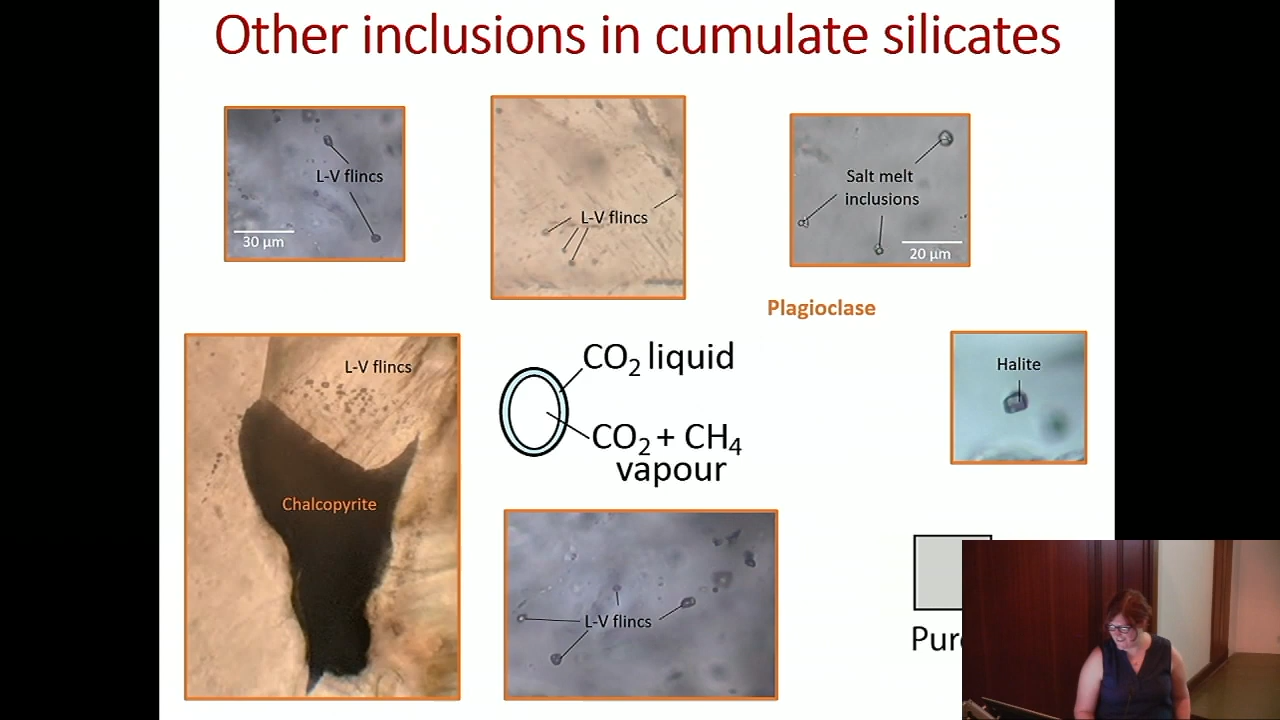 Other inclusions in cumulate silicates
L-V flincs
30 µm
L-V flincs
Salt melt
inclusions
20 µm
Plagioclase
L-V flincs
Chalcopyrite
CO₂ liquid
CO₂ + CH₄
vapour
Halite
L-V flincs